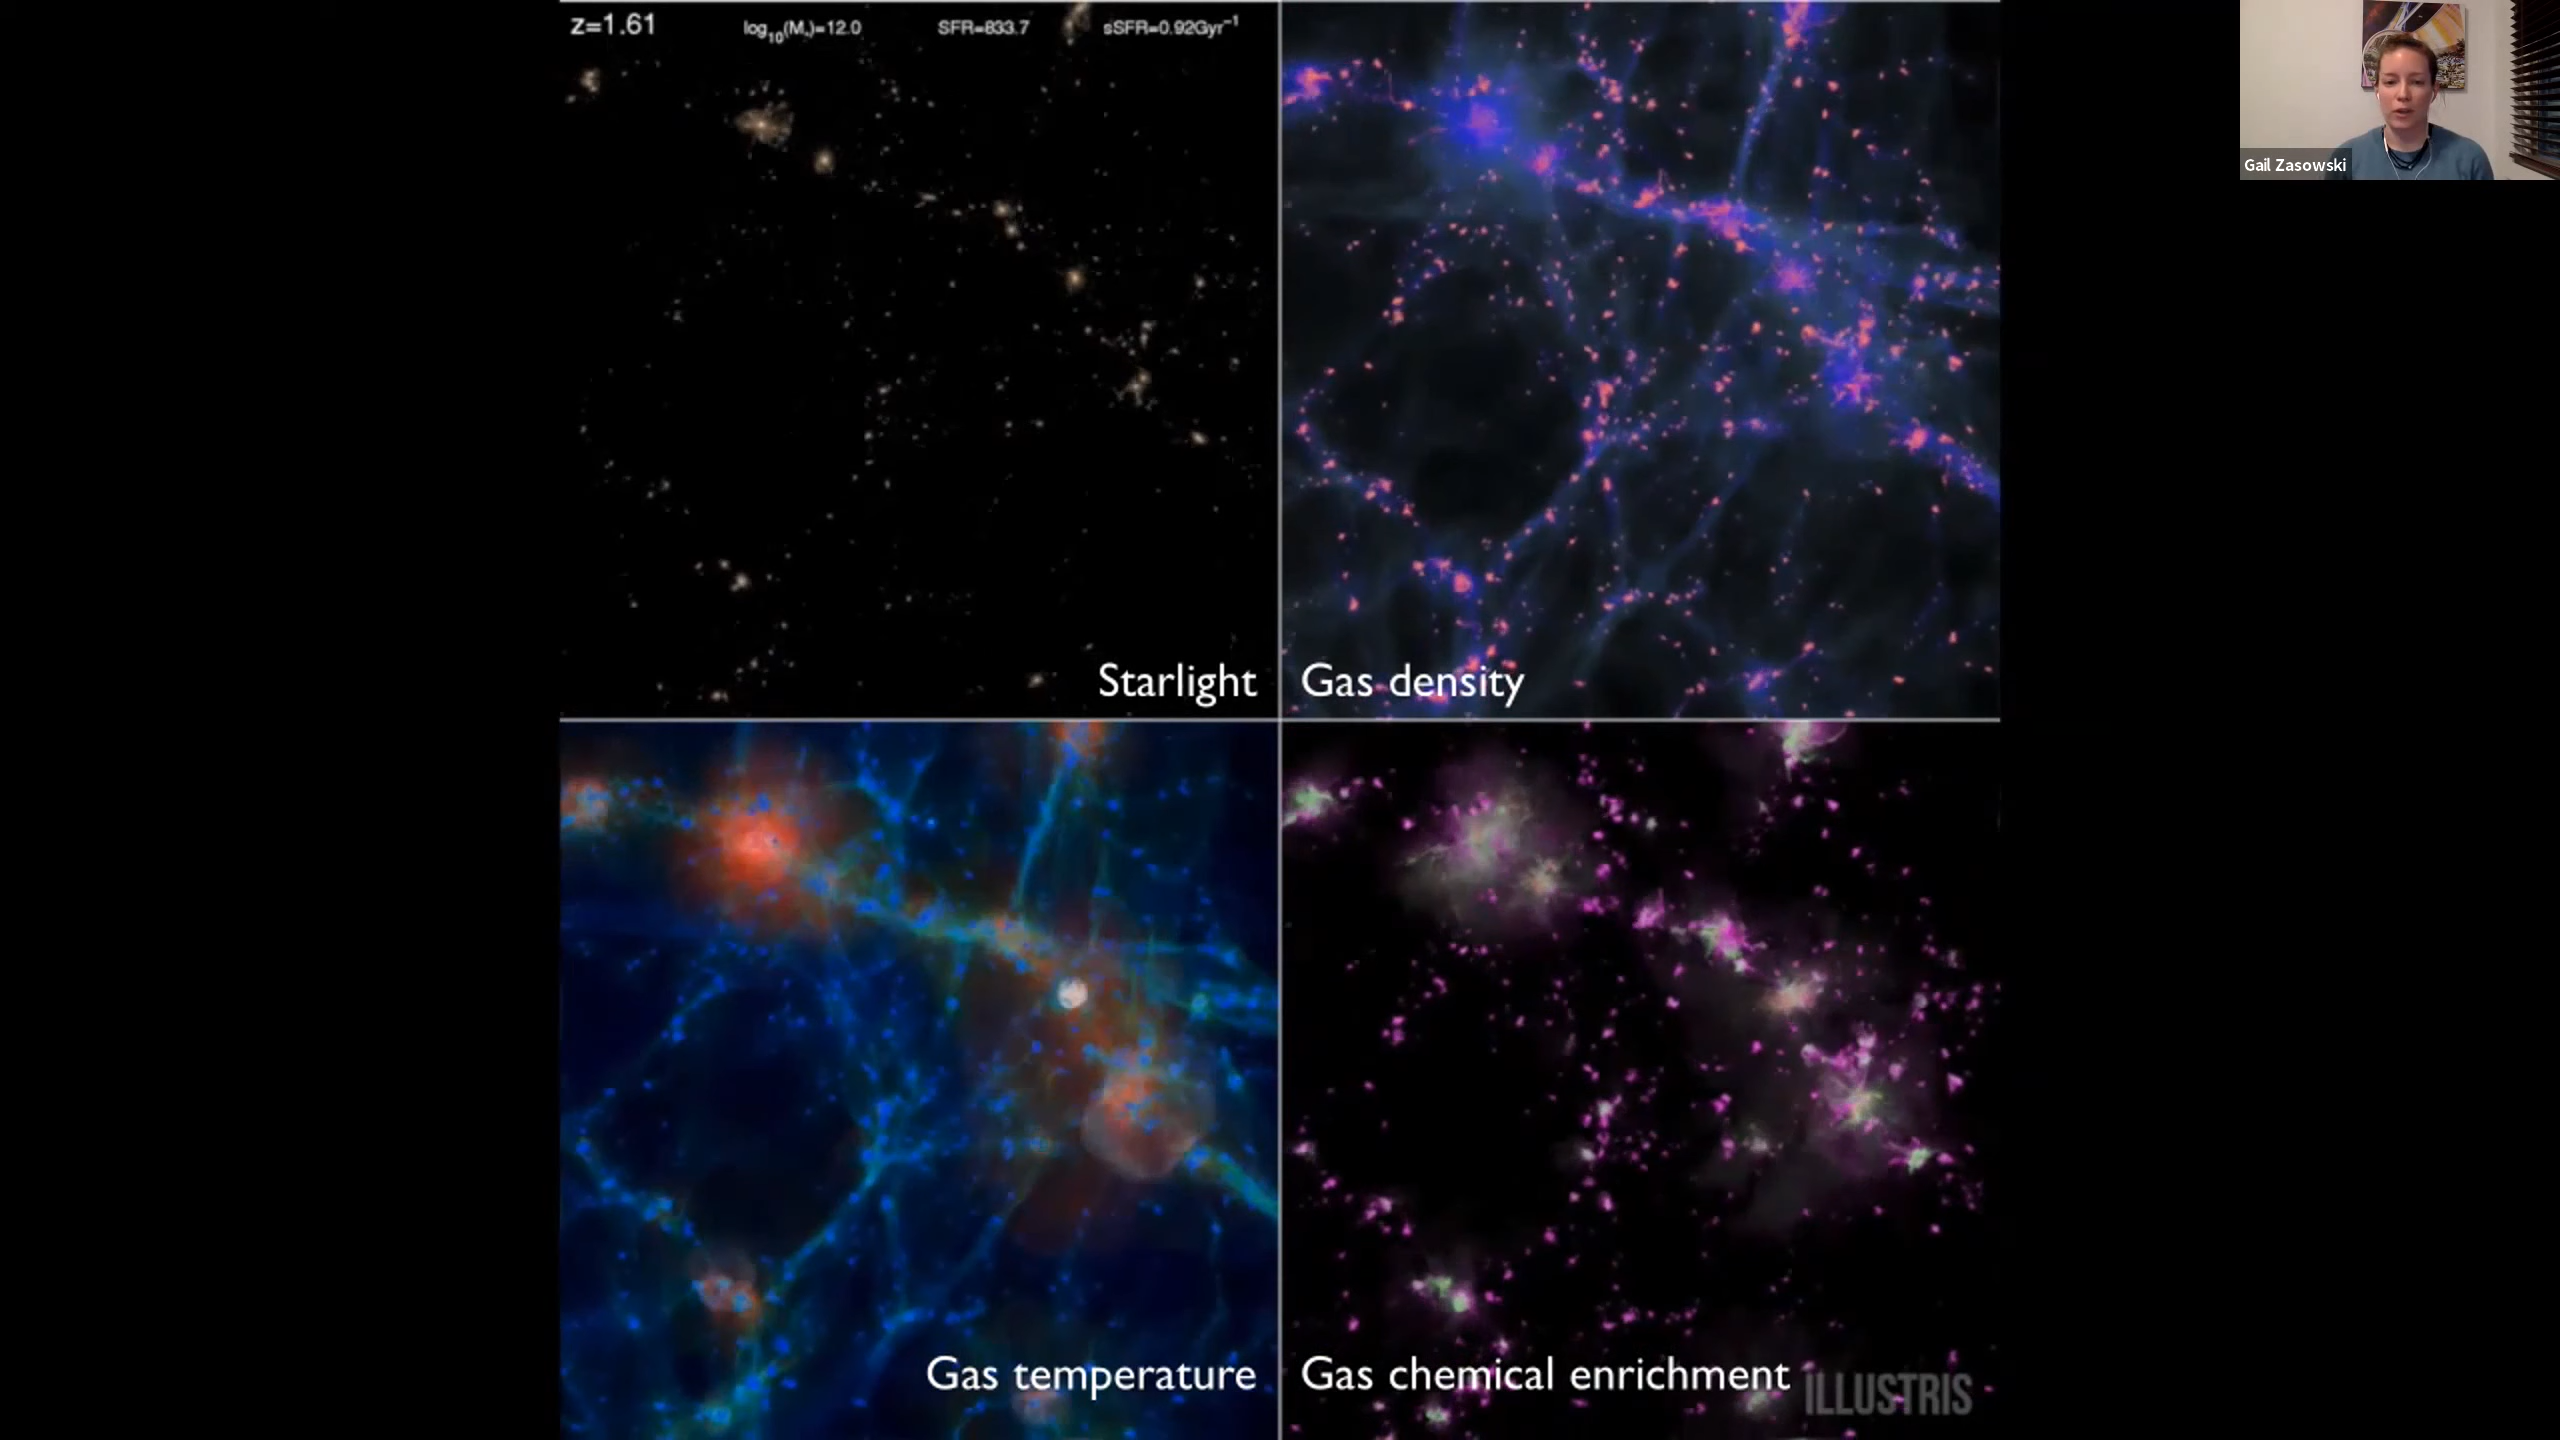 z=1.61 log₁₀(M*)=12.0 SFR=833.7 sSFR=0.92Gyr⁻¹
Gail Zasowski
Starlight
Gas density
Gas temperature
Gas chemical enrichment
ILLUSTRIS